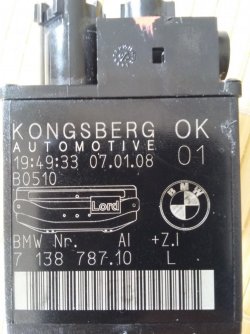 KONGSBERG OK
AUTOMOTIVE
19:49:33 07.01.08 01
B0510
Lord
BMW
BMW Nr. AI +Z.I
7 138 787.10 L